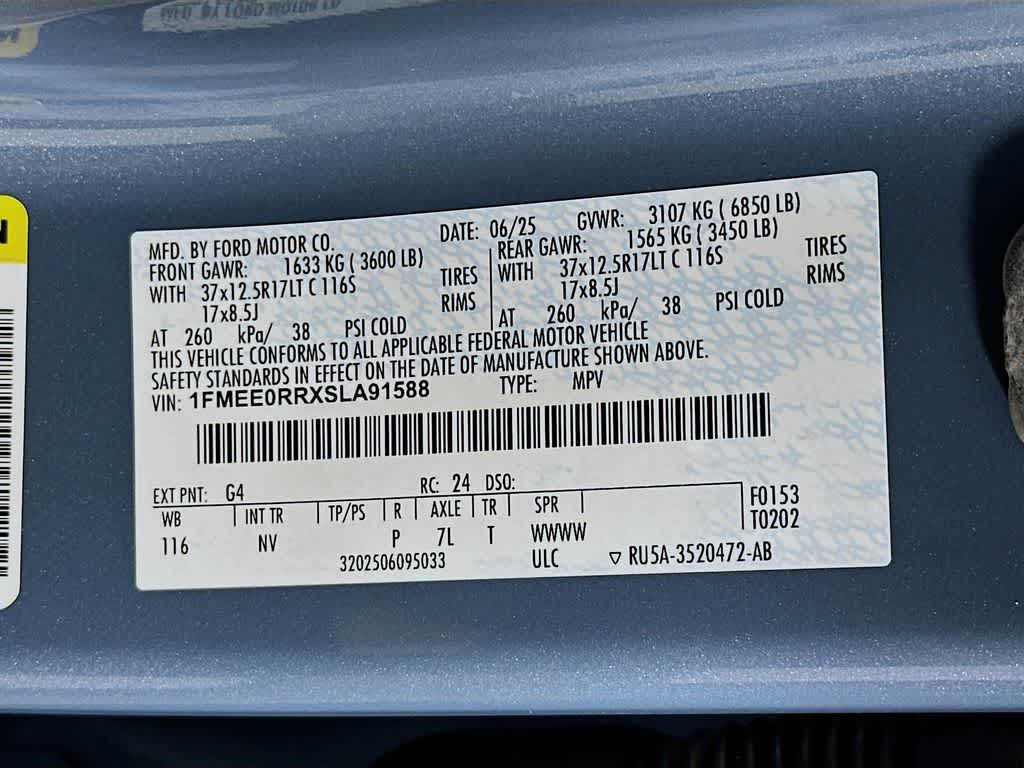 MFD. BY FORD MOTOR CO. DATE: 06/25 GVWR: 3107 KG ( 6850 LB)
FRONT GAWR: 1633 KG ( 3600 LB) REAR GAWR: 1565 KG ( 3450 LB)
WITH 37x12.5R17LT C 116S TIRES WITH 37x12.5R17LT C 116S TIRES
17x8.5J RIMS 17x8.5J RIMS
AT 260 kPa/ 38 PSI COLD AT 260 kPa/ 38 PSI COLD
THIS VEHICLE CONFORMS TO ALL APPLICABLE FEDERAL MOTOR VEHICLE
SAFETY STANDARDS IN EFFECT ON THE DATE OF MANUFACTURE SHOWN ABOVE.
VIN: 1FMEE0RRXSLA91588 TYPE: MPV
EXT PNT: G4 RC: 24 DSO:
WB INT TR TP/PS R AXLE TR SPR F0153
116 NV P 7L T WWWW T0202
3202506095033 ULC ▽ RU5A-3520472-AB